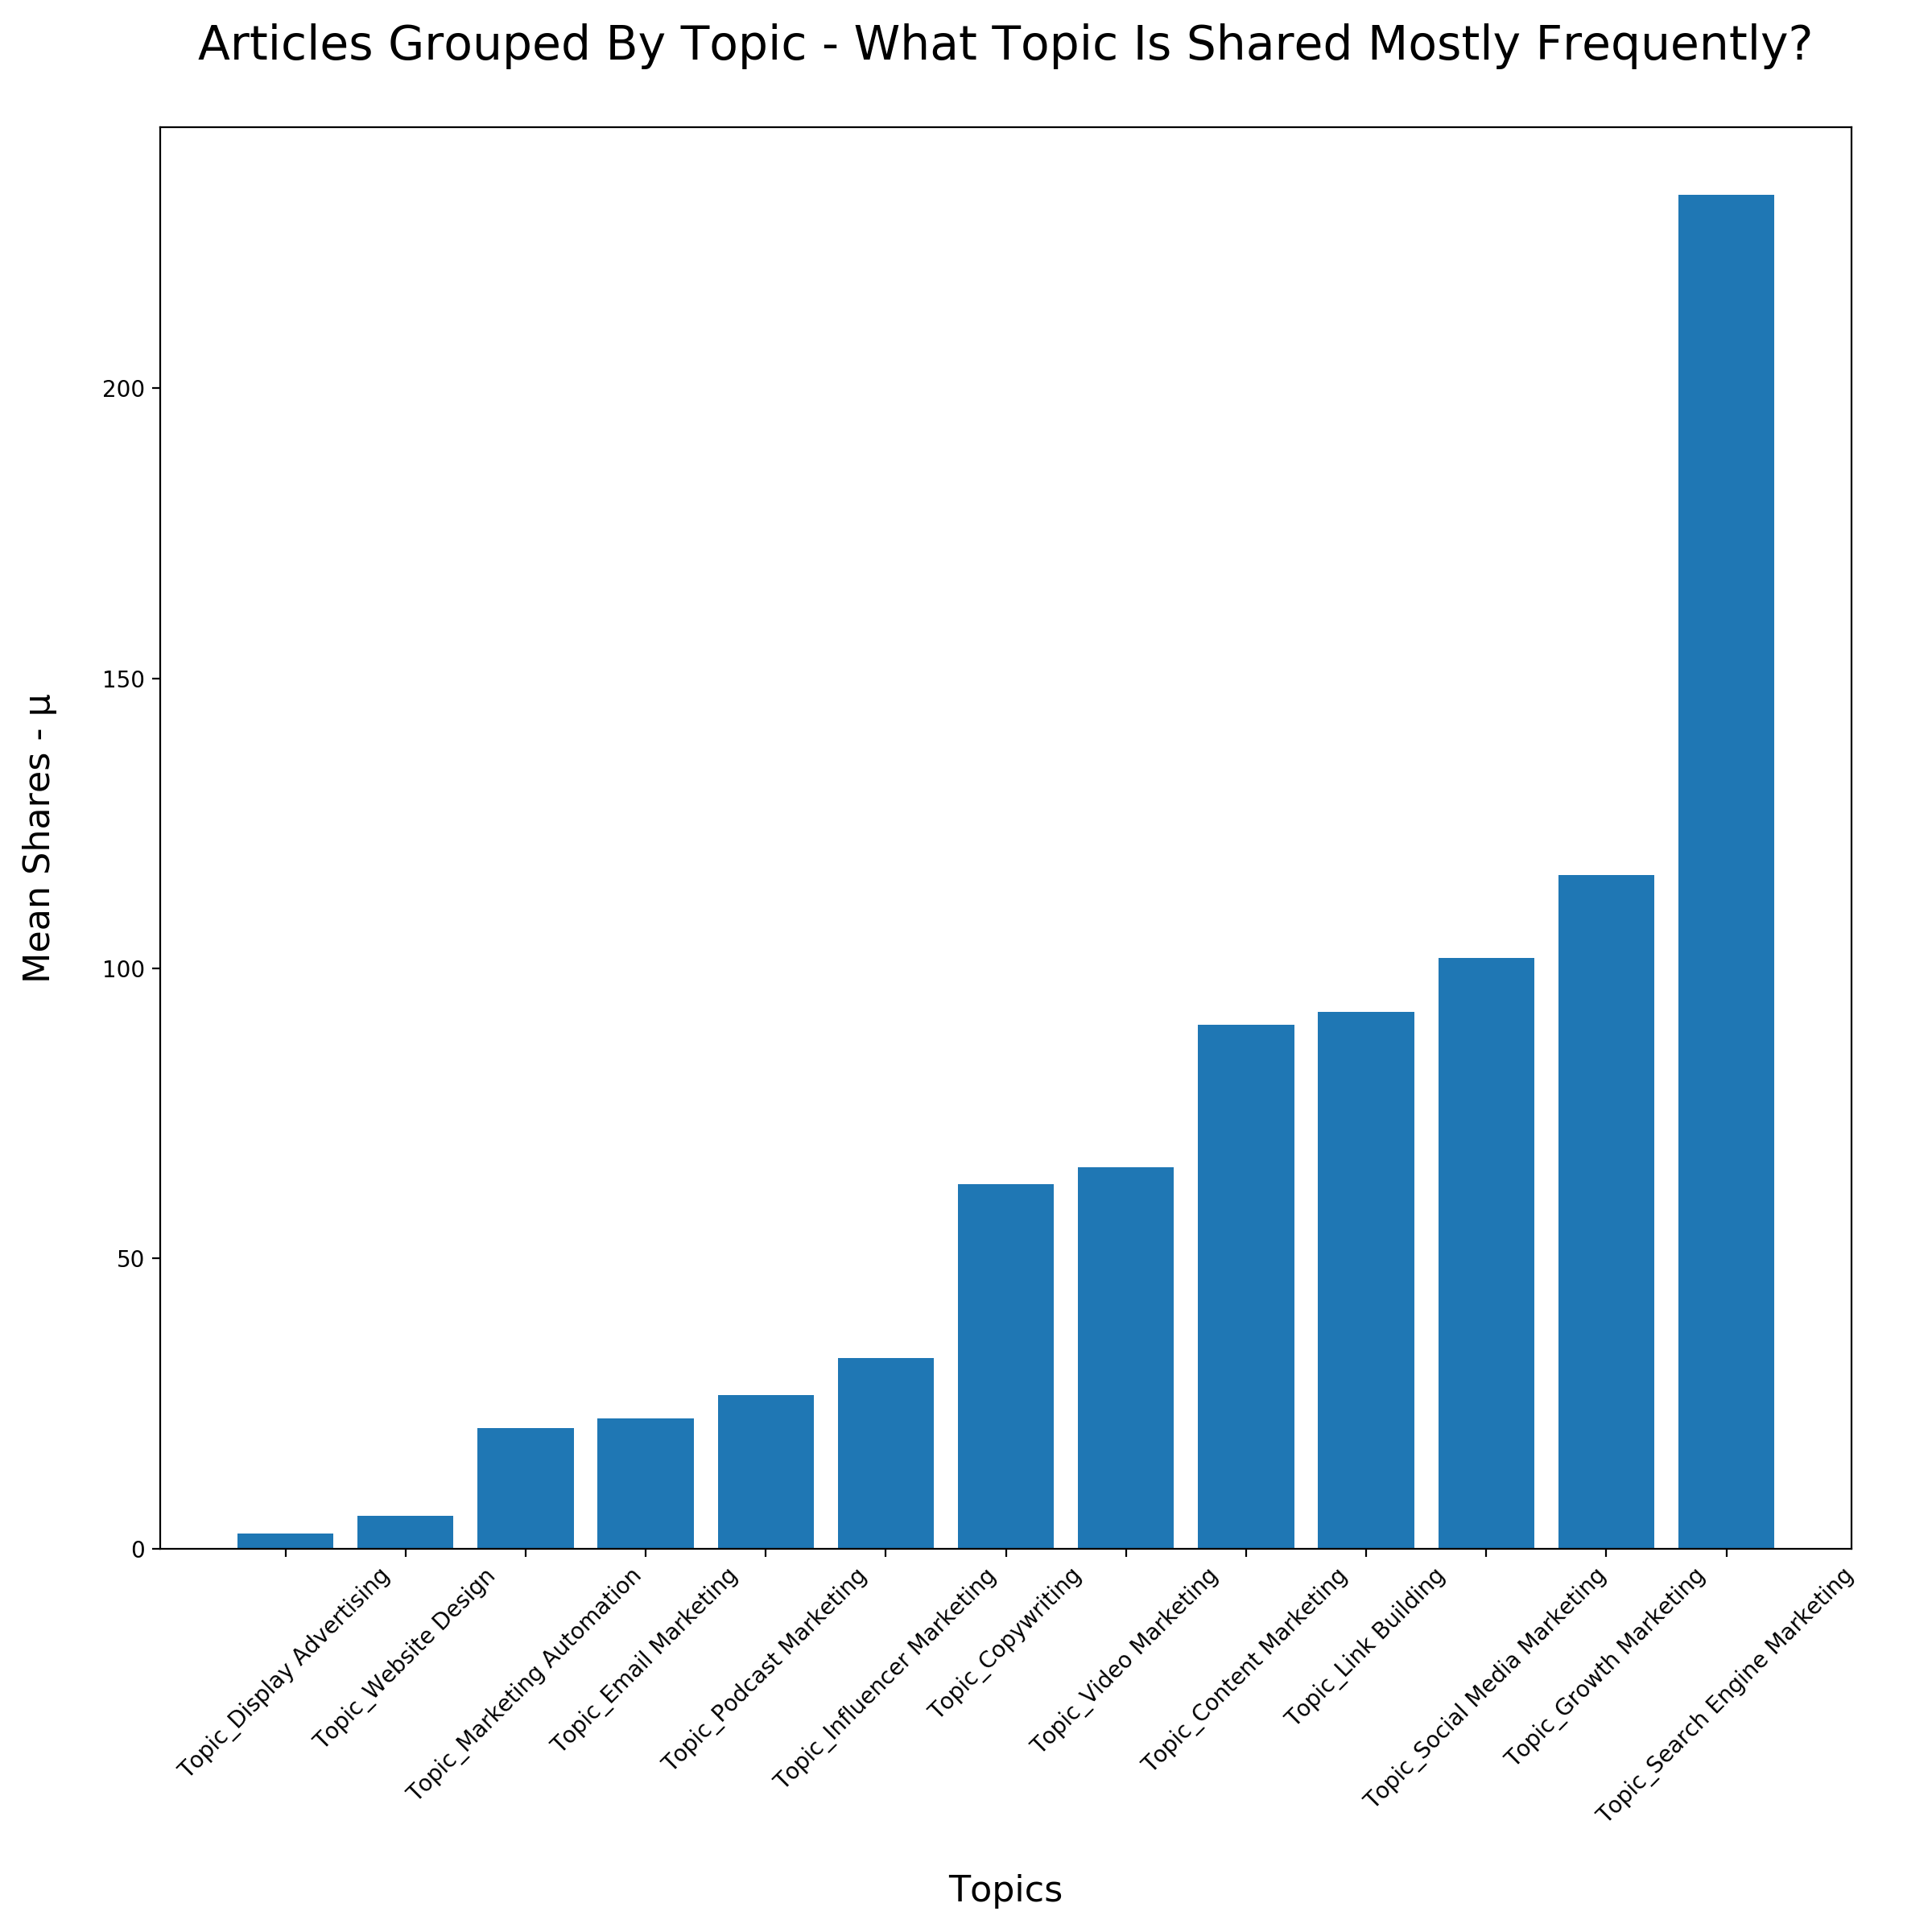 Articles Grouped By Topic - What Topic Is Shared Mostly Frequently?
Mean Shares - μ
200
150
100
50
0
Topic_Display Advertising
Topic_Website Design
Topic_Marketing Automation
Topic_Email Marketing
Topic_Podcast Marketing
Topic_Influencer Marketing
Topic_Copywriting
Topic_Video Marketing
Topic_Content Marketing
Topic_Link Building
Topic_Social Media Marketing
Topic_Growth Marketing
Topic_Search Engine Marketing
Topics